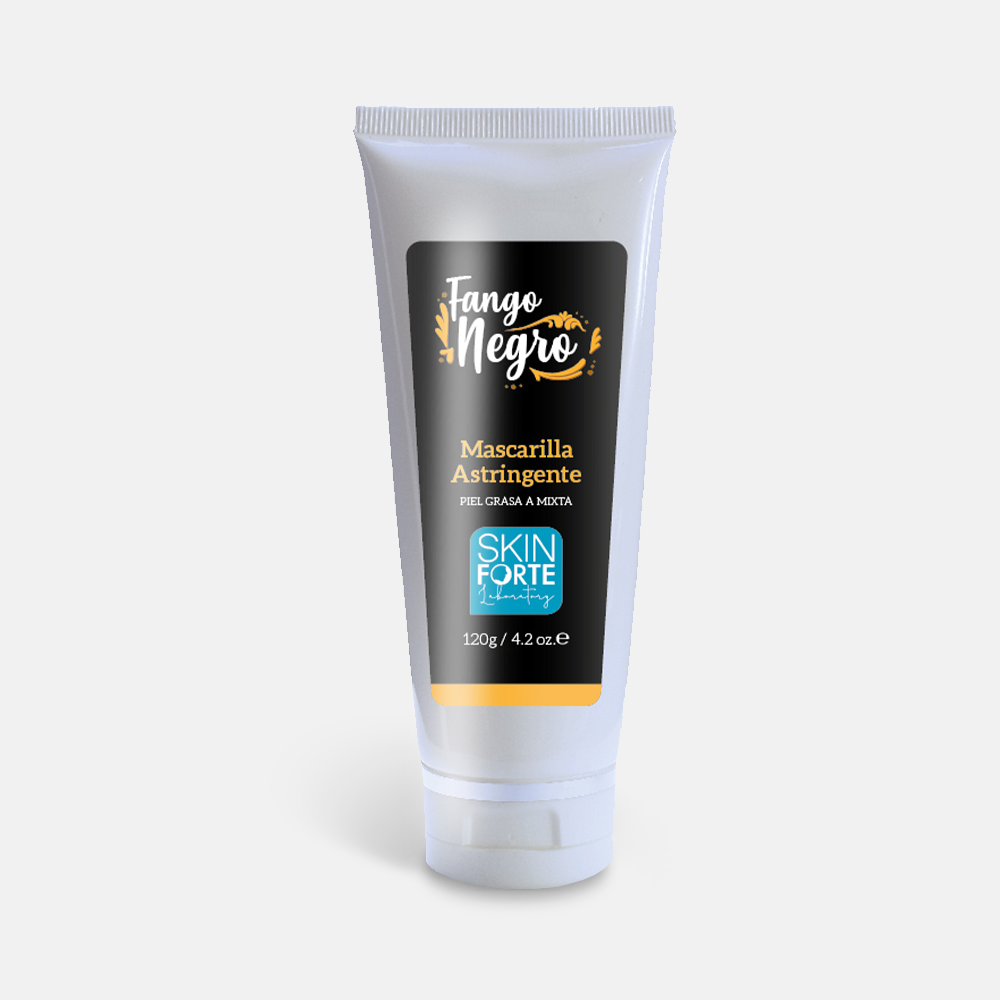 Fango
Negro
Mascarilla
Astringente
PIEL GRASA A MIXTA
SKIN
FORTE
Laboratory
120g / 4.2 oz.℮